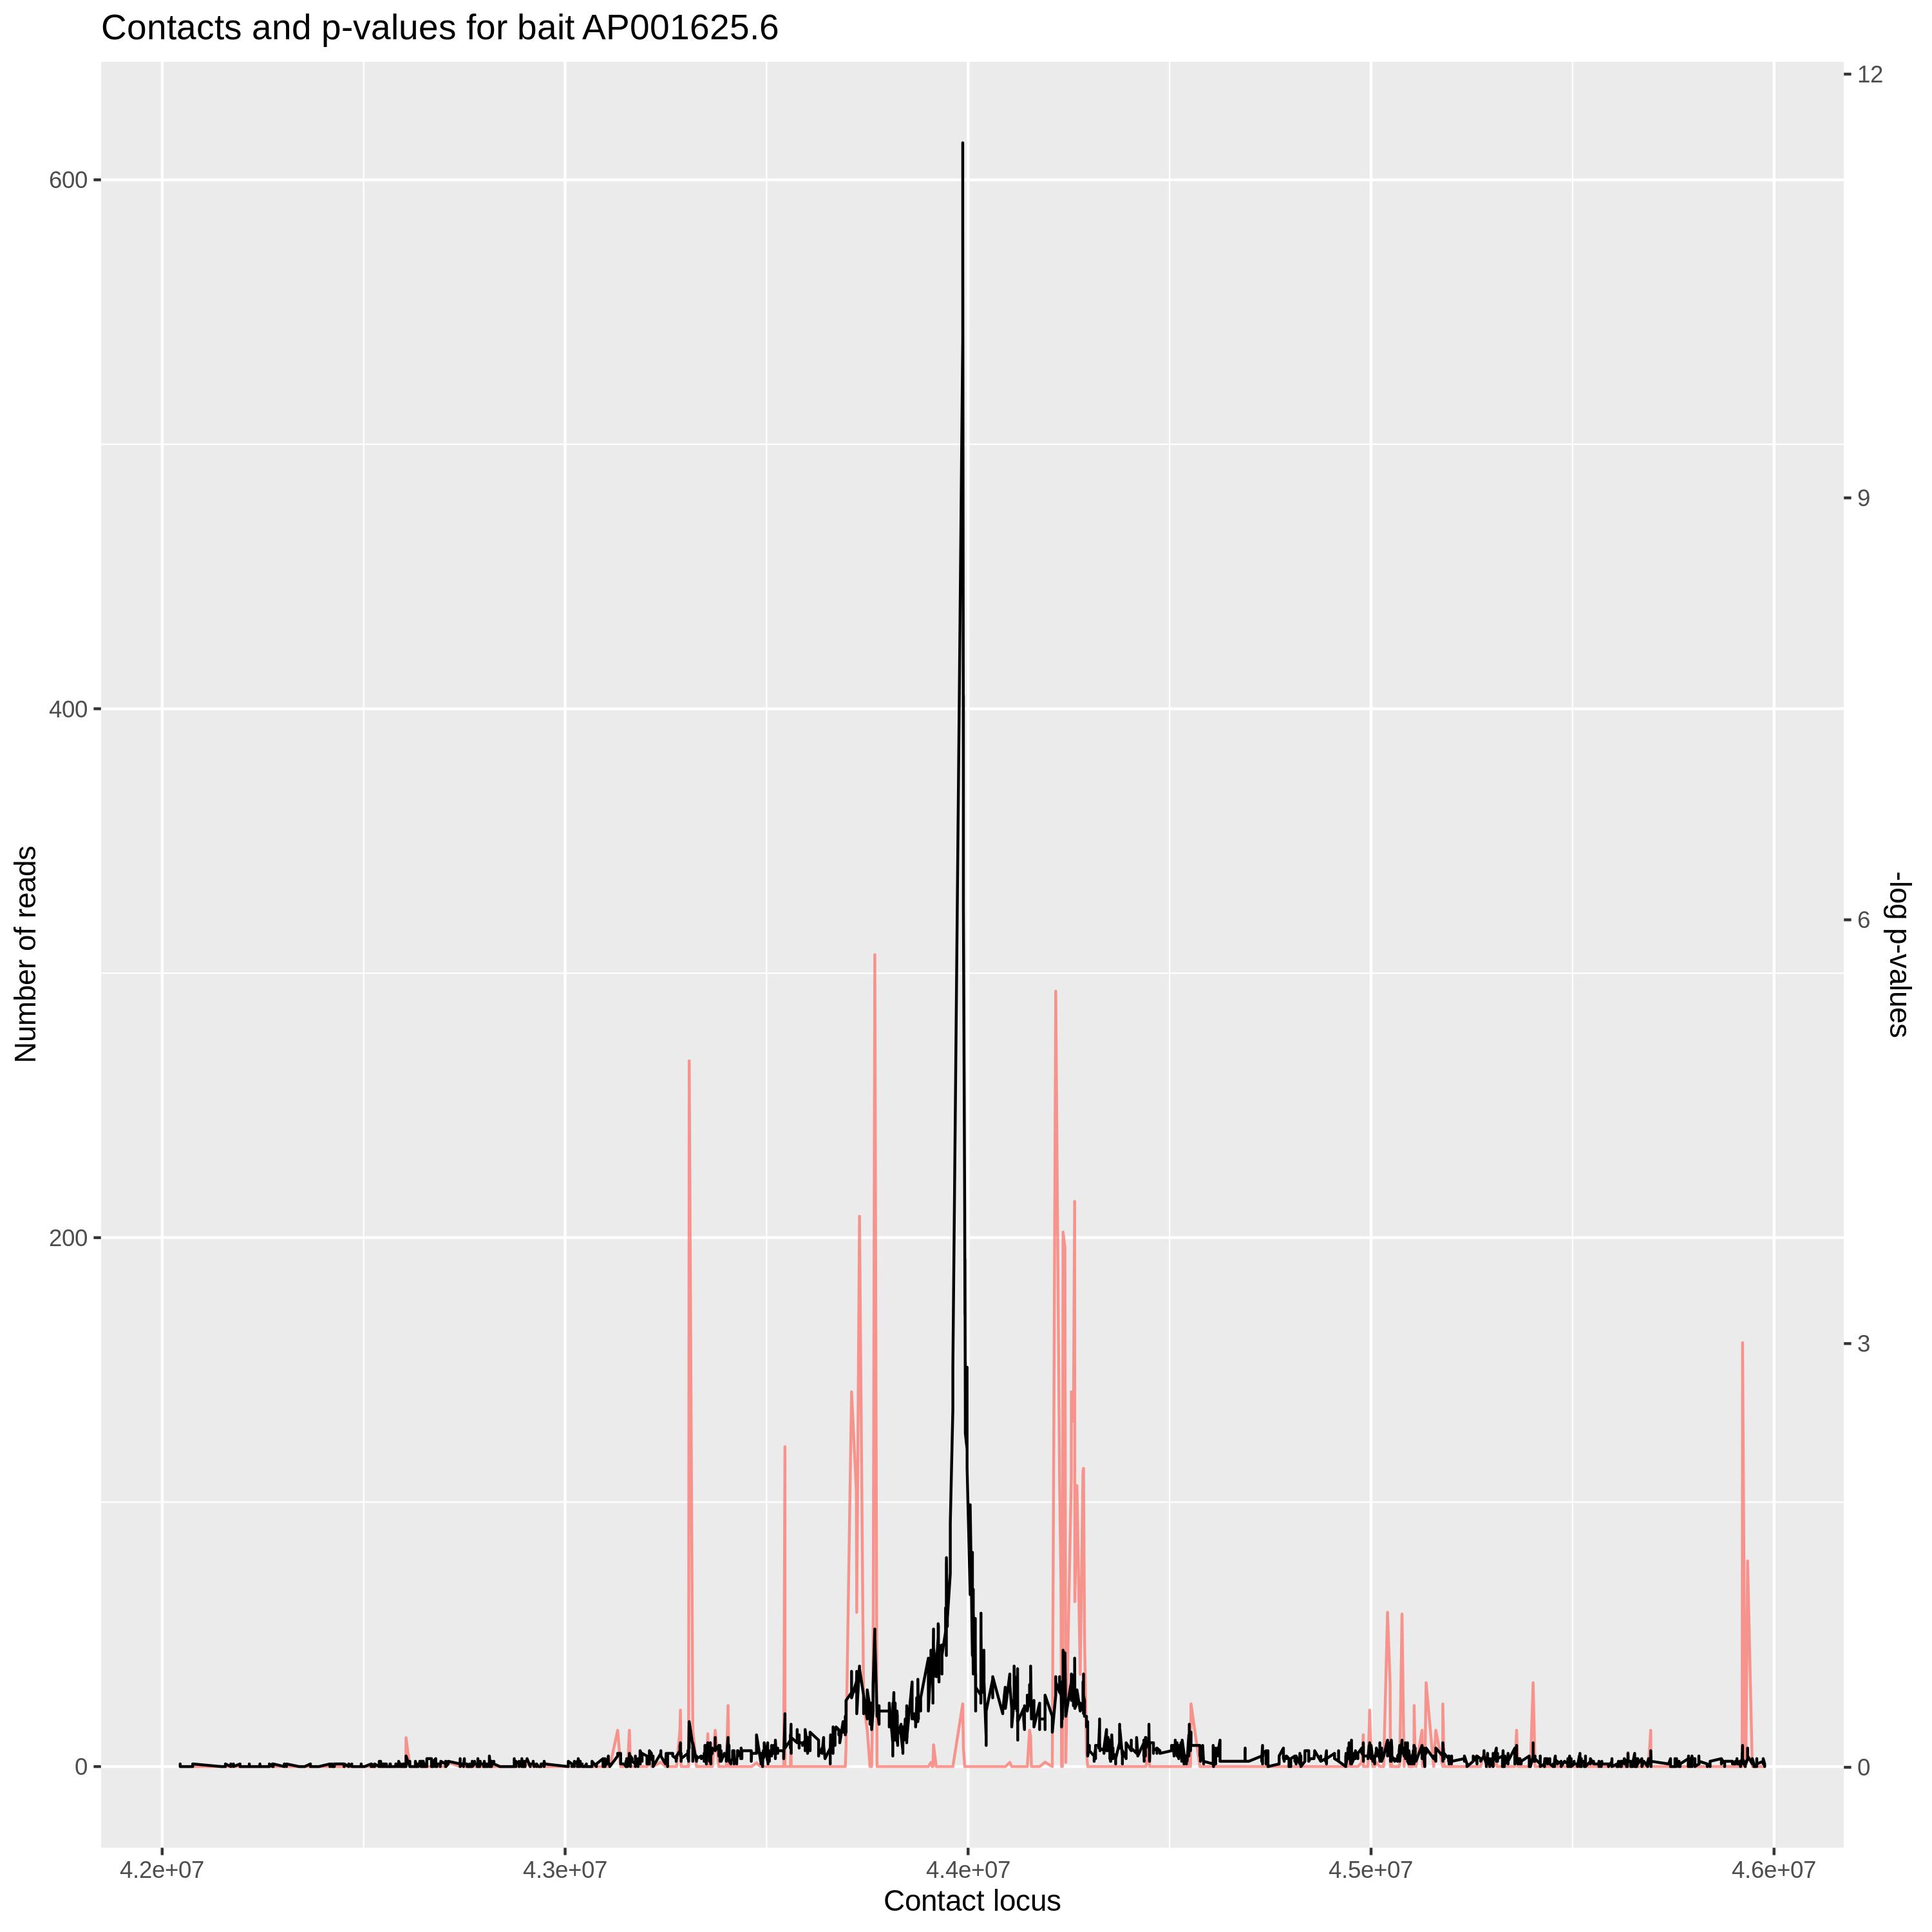 Contacts and p-values for bait AP001625.6
12
600
9
400
6
Number of reads
-log p-values
200
3
0
0
4.2e+07
4.3e+07
4.4e+07
4.5e+07
4.6e+07
Contact locus